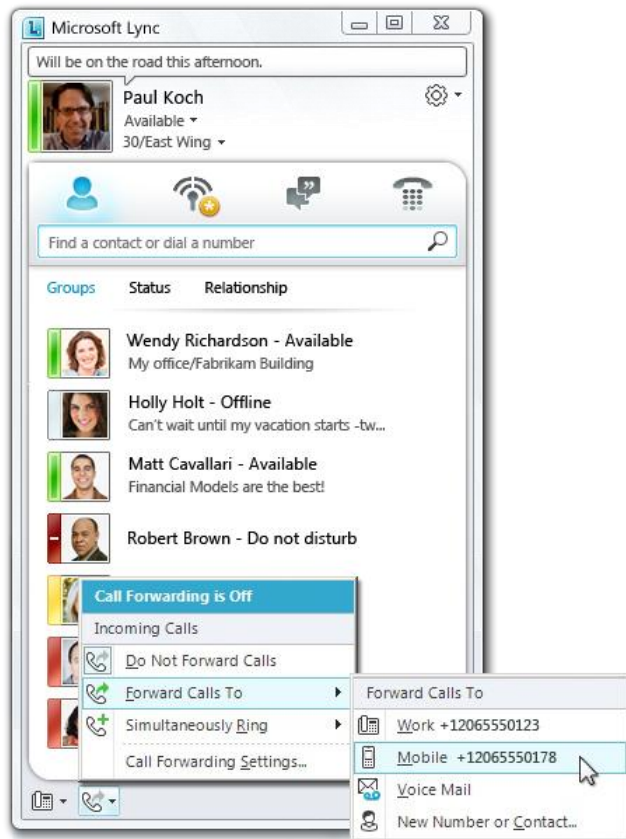 Microsoft Lync
Will be on the road this afternoon.
Paul Koch
Available
30/East Wing
Find a contact or dial a number
Groups Status Relationship
Wendy Richardson - Available
My office/Fabrikam Building
Holly Holt - Offline
Can't wait until my vacation starts -tw...
Matt Cavallari - Available
Financial Models are the best!
Robert Brown - Do not disturb
Call Forwarding is Off
Incoming Calls
Do Not Forward Calls
Forward Calls To
Simultaneously Ring
Call Forwarding Settings...
Forward Calls To
Work +12065550123
Mobile +12065550178
Voice Mail
New Number or Contact...